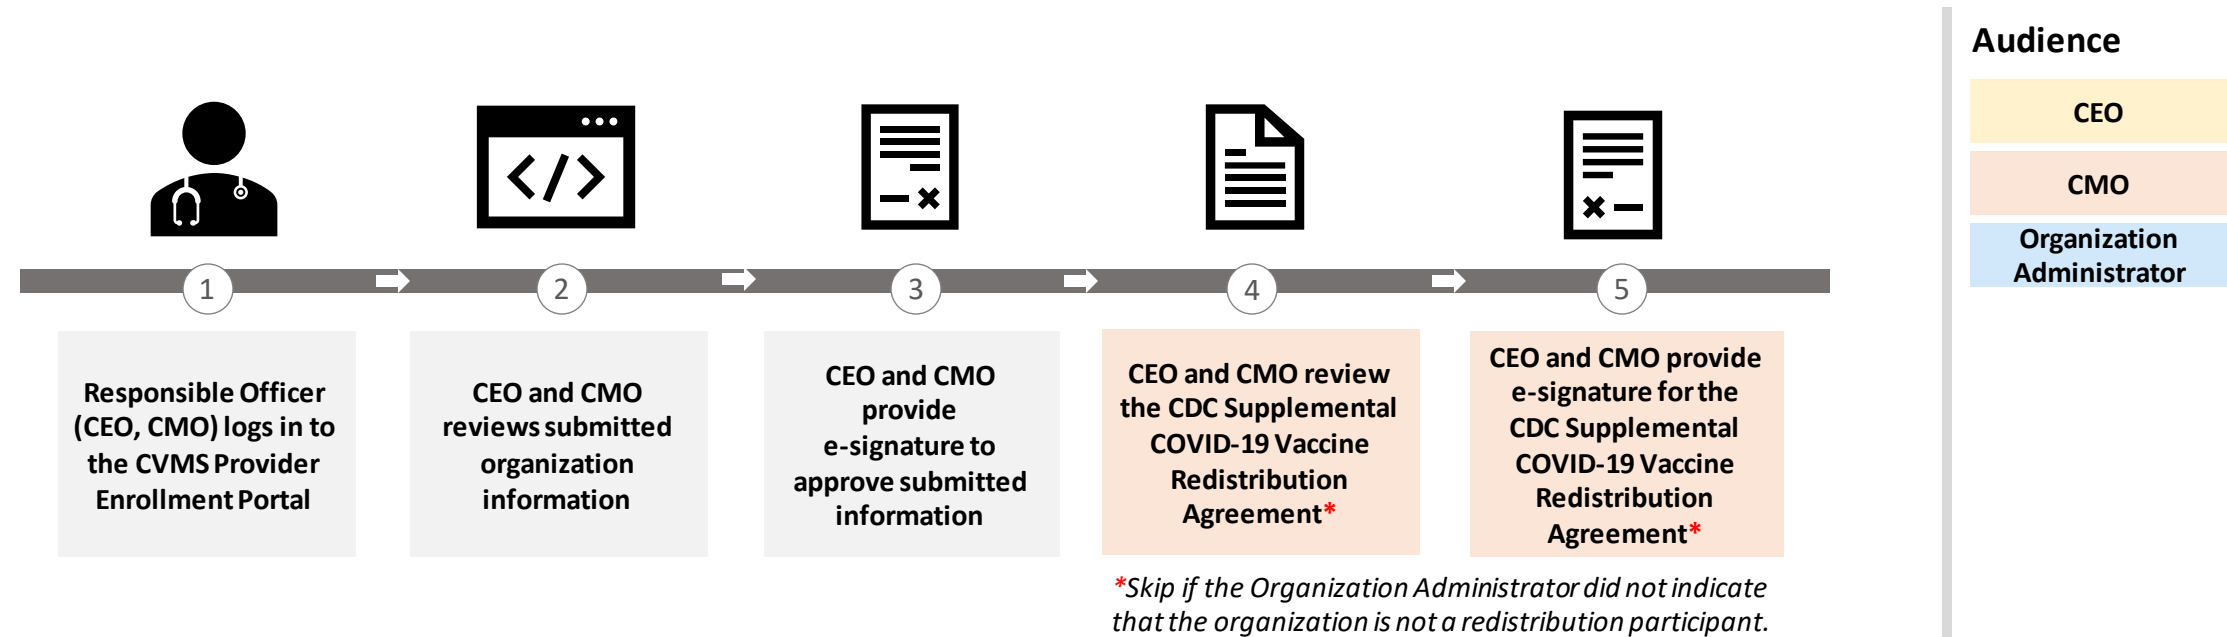 Audience
CEO
CMO
Organization
Administrator
1
2
3
4
5
Responsible Officer
(CEO, CMO) logs in to
the CVMS Provider
Enrollment Portal
CEO and CMO
reviews submitted
organization
information
CEO and CMO
provide
e-signature to
approve submitted
information
CEO and CMO review
the CDC Supplemental
COVID-19 Vaccine
Redistribution
Agreement*
CEO and CMO provide
e-signature for the
CDC Supplemental
COVID-19 Vaccine
Redistribution
Agreement*
*Skip if the Organization Administrator did not indicate
that the organization is not a redistribution participant.